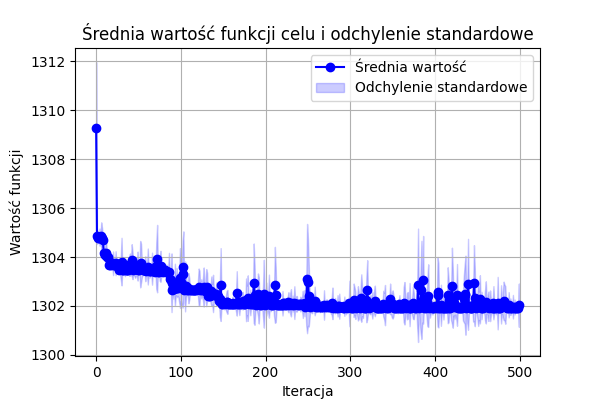 Średnia wartość funkcji celu i odchylenie standardowe
1312
1310
1308
1306
1304
1302
1300
Wartość funkcji
Średnia wartość
Odchylenie standardowe
0 100 200 300 400 500
Iteracja